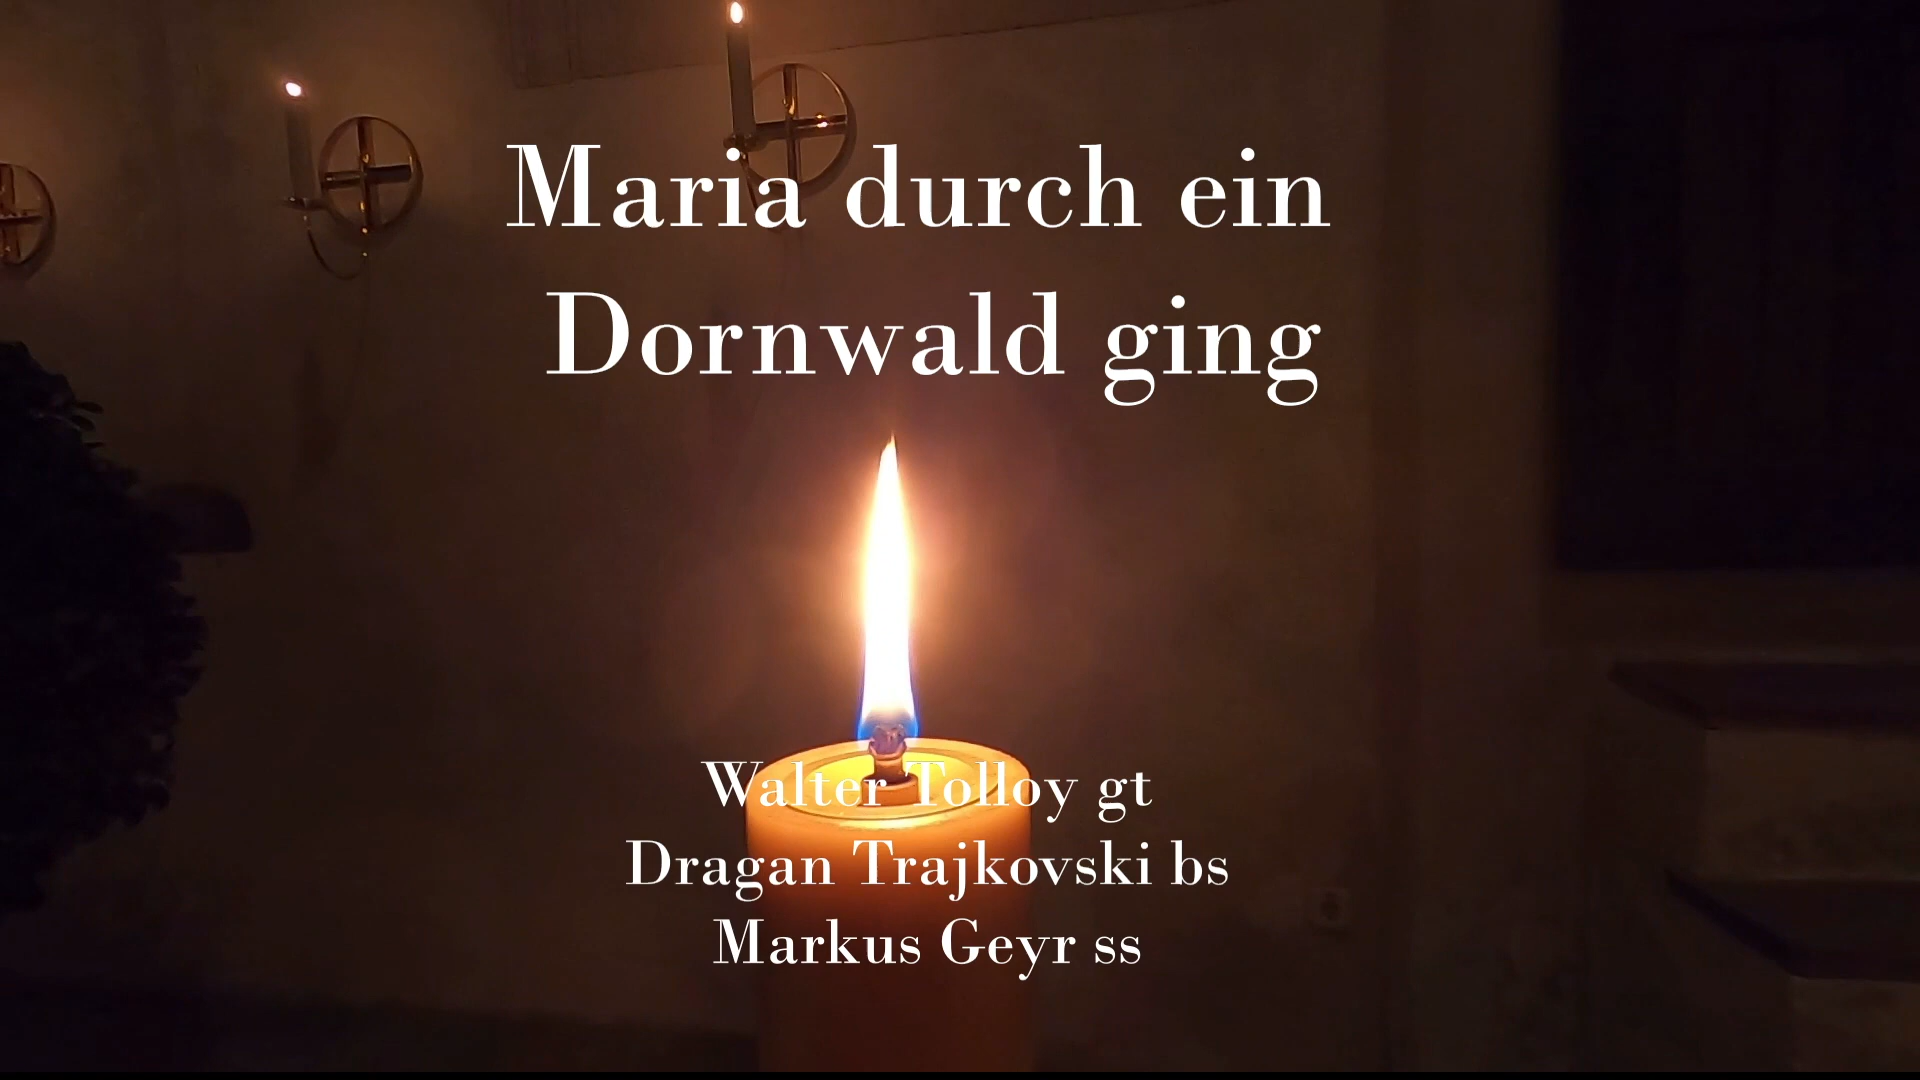 Maria durch ein
Dornwald ging
Walter Tolloy gt
Dragan Trajkovski bs
Markus Geyr ss